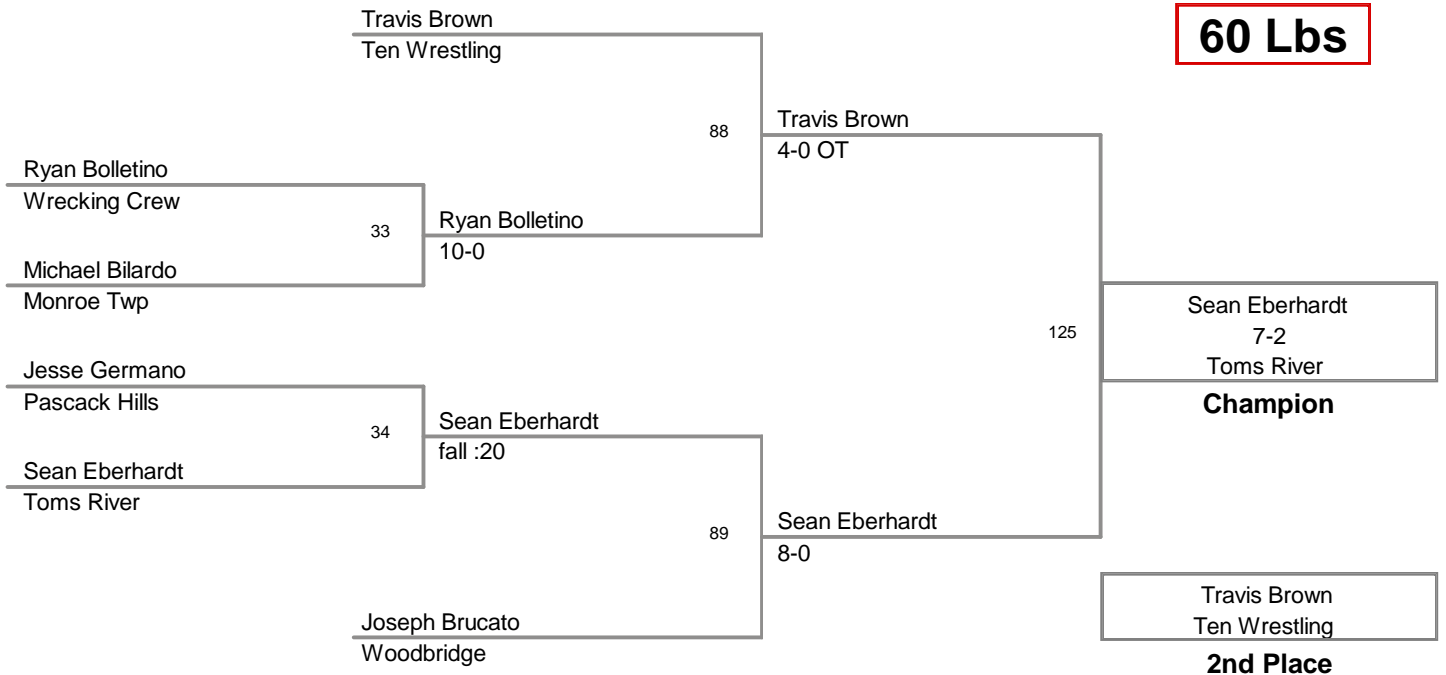 Travis Brown
Ten Wrestling
60 Lbs
88
Travis Brown
4-0 OT
Ryan Bolletino
Wrecking Crew
33
Ryan Bolletino
10-0
Michael Bilardo
Monroe Twp
125
Sean Eberhardt
7-2
Toms River
Champion
Jesse Germano
Pascack Hills
34
Sean Eberhardt
fall :20
Sean Eberhardt
Toms River
89
Sean Eberhardt
8-0
Joseph Brucato
Woodbridge
Travis Brown
Ten Wrestling
2nd Place